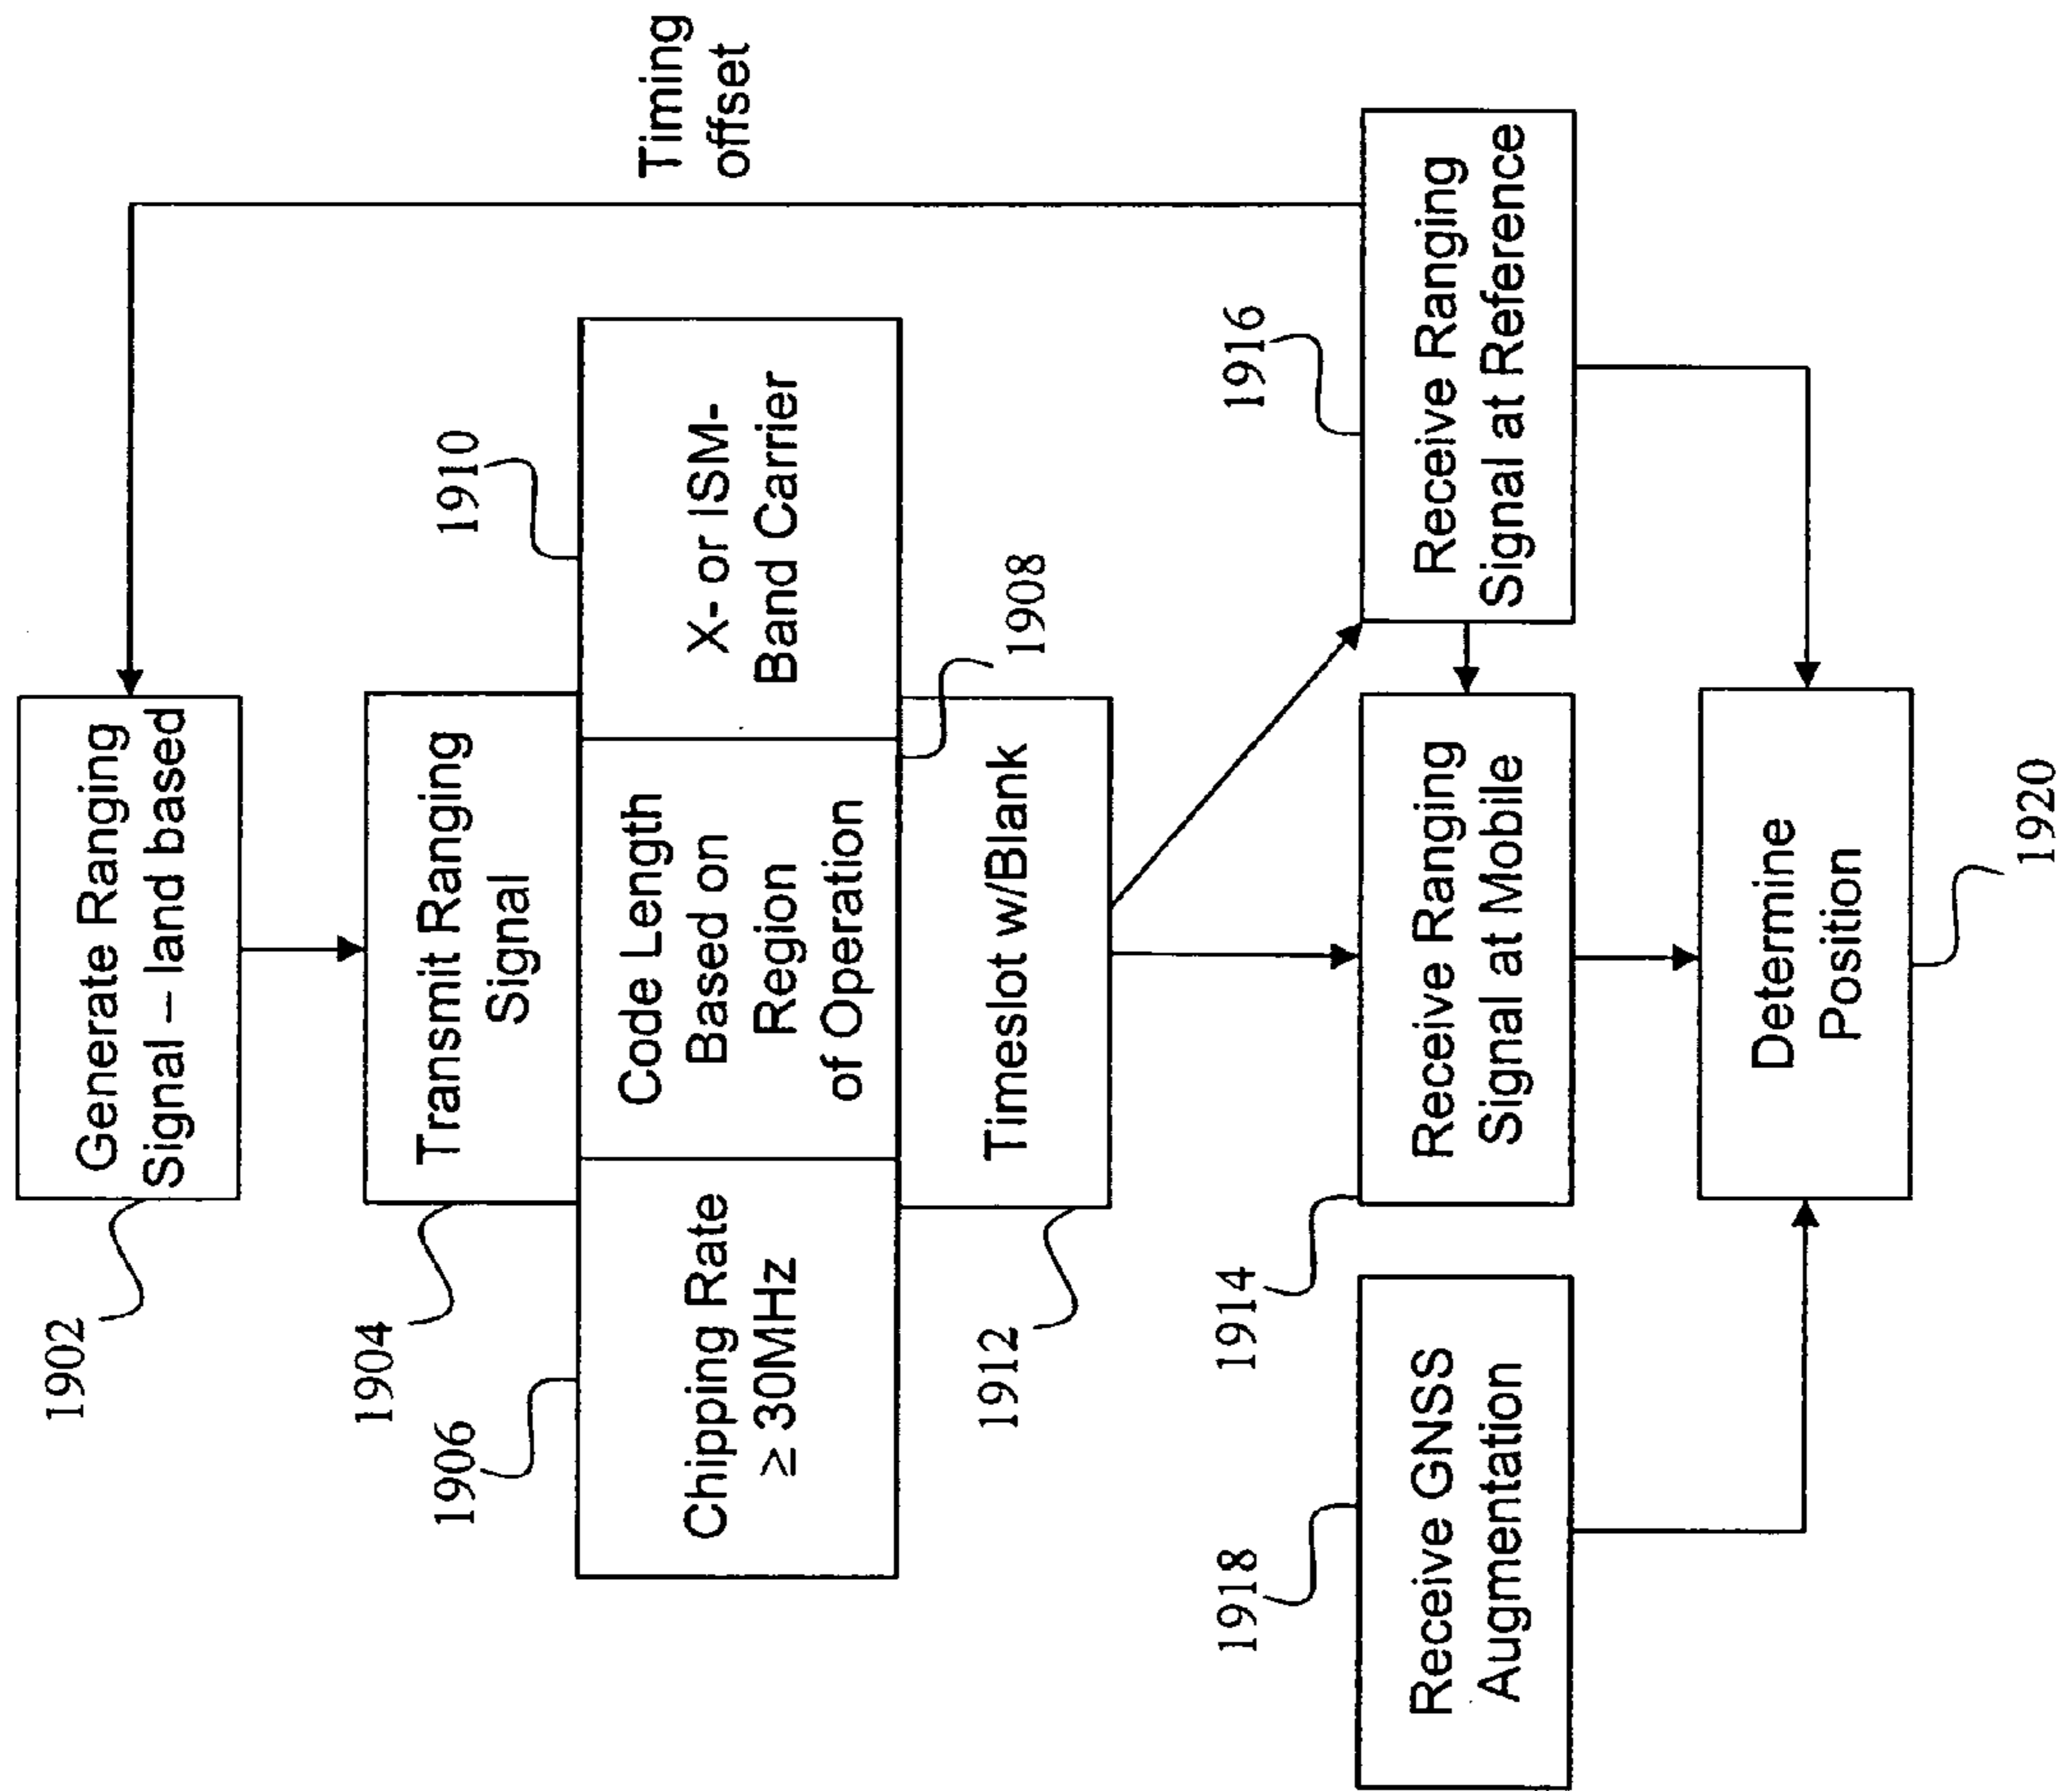 1902
Generate Ranging
Signal – land based
Timing
offset
1904
Transmit Ranging
Signal
1906
Chipping Rate
≥ 30MHz
Code Length
Based on
Region
of Operation
1908
X- or ISM-
Band Carrier
1910
1912
Timeslot w/Blank
1914
Receive Ranging
Signal at Mobile
1916
Receive Ranging
Signal at Reference
1918
Receive GNSS
Augmentation
Determine
Position
1920